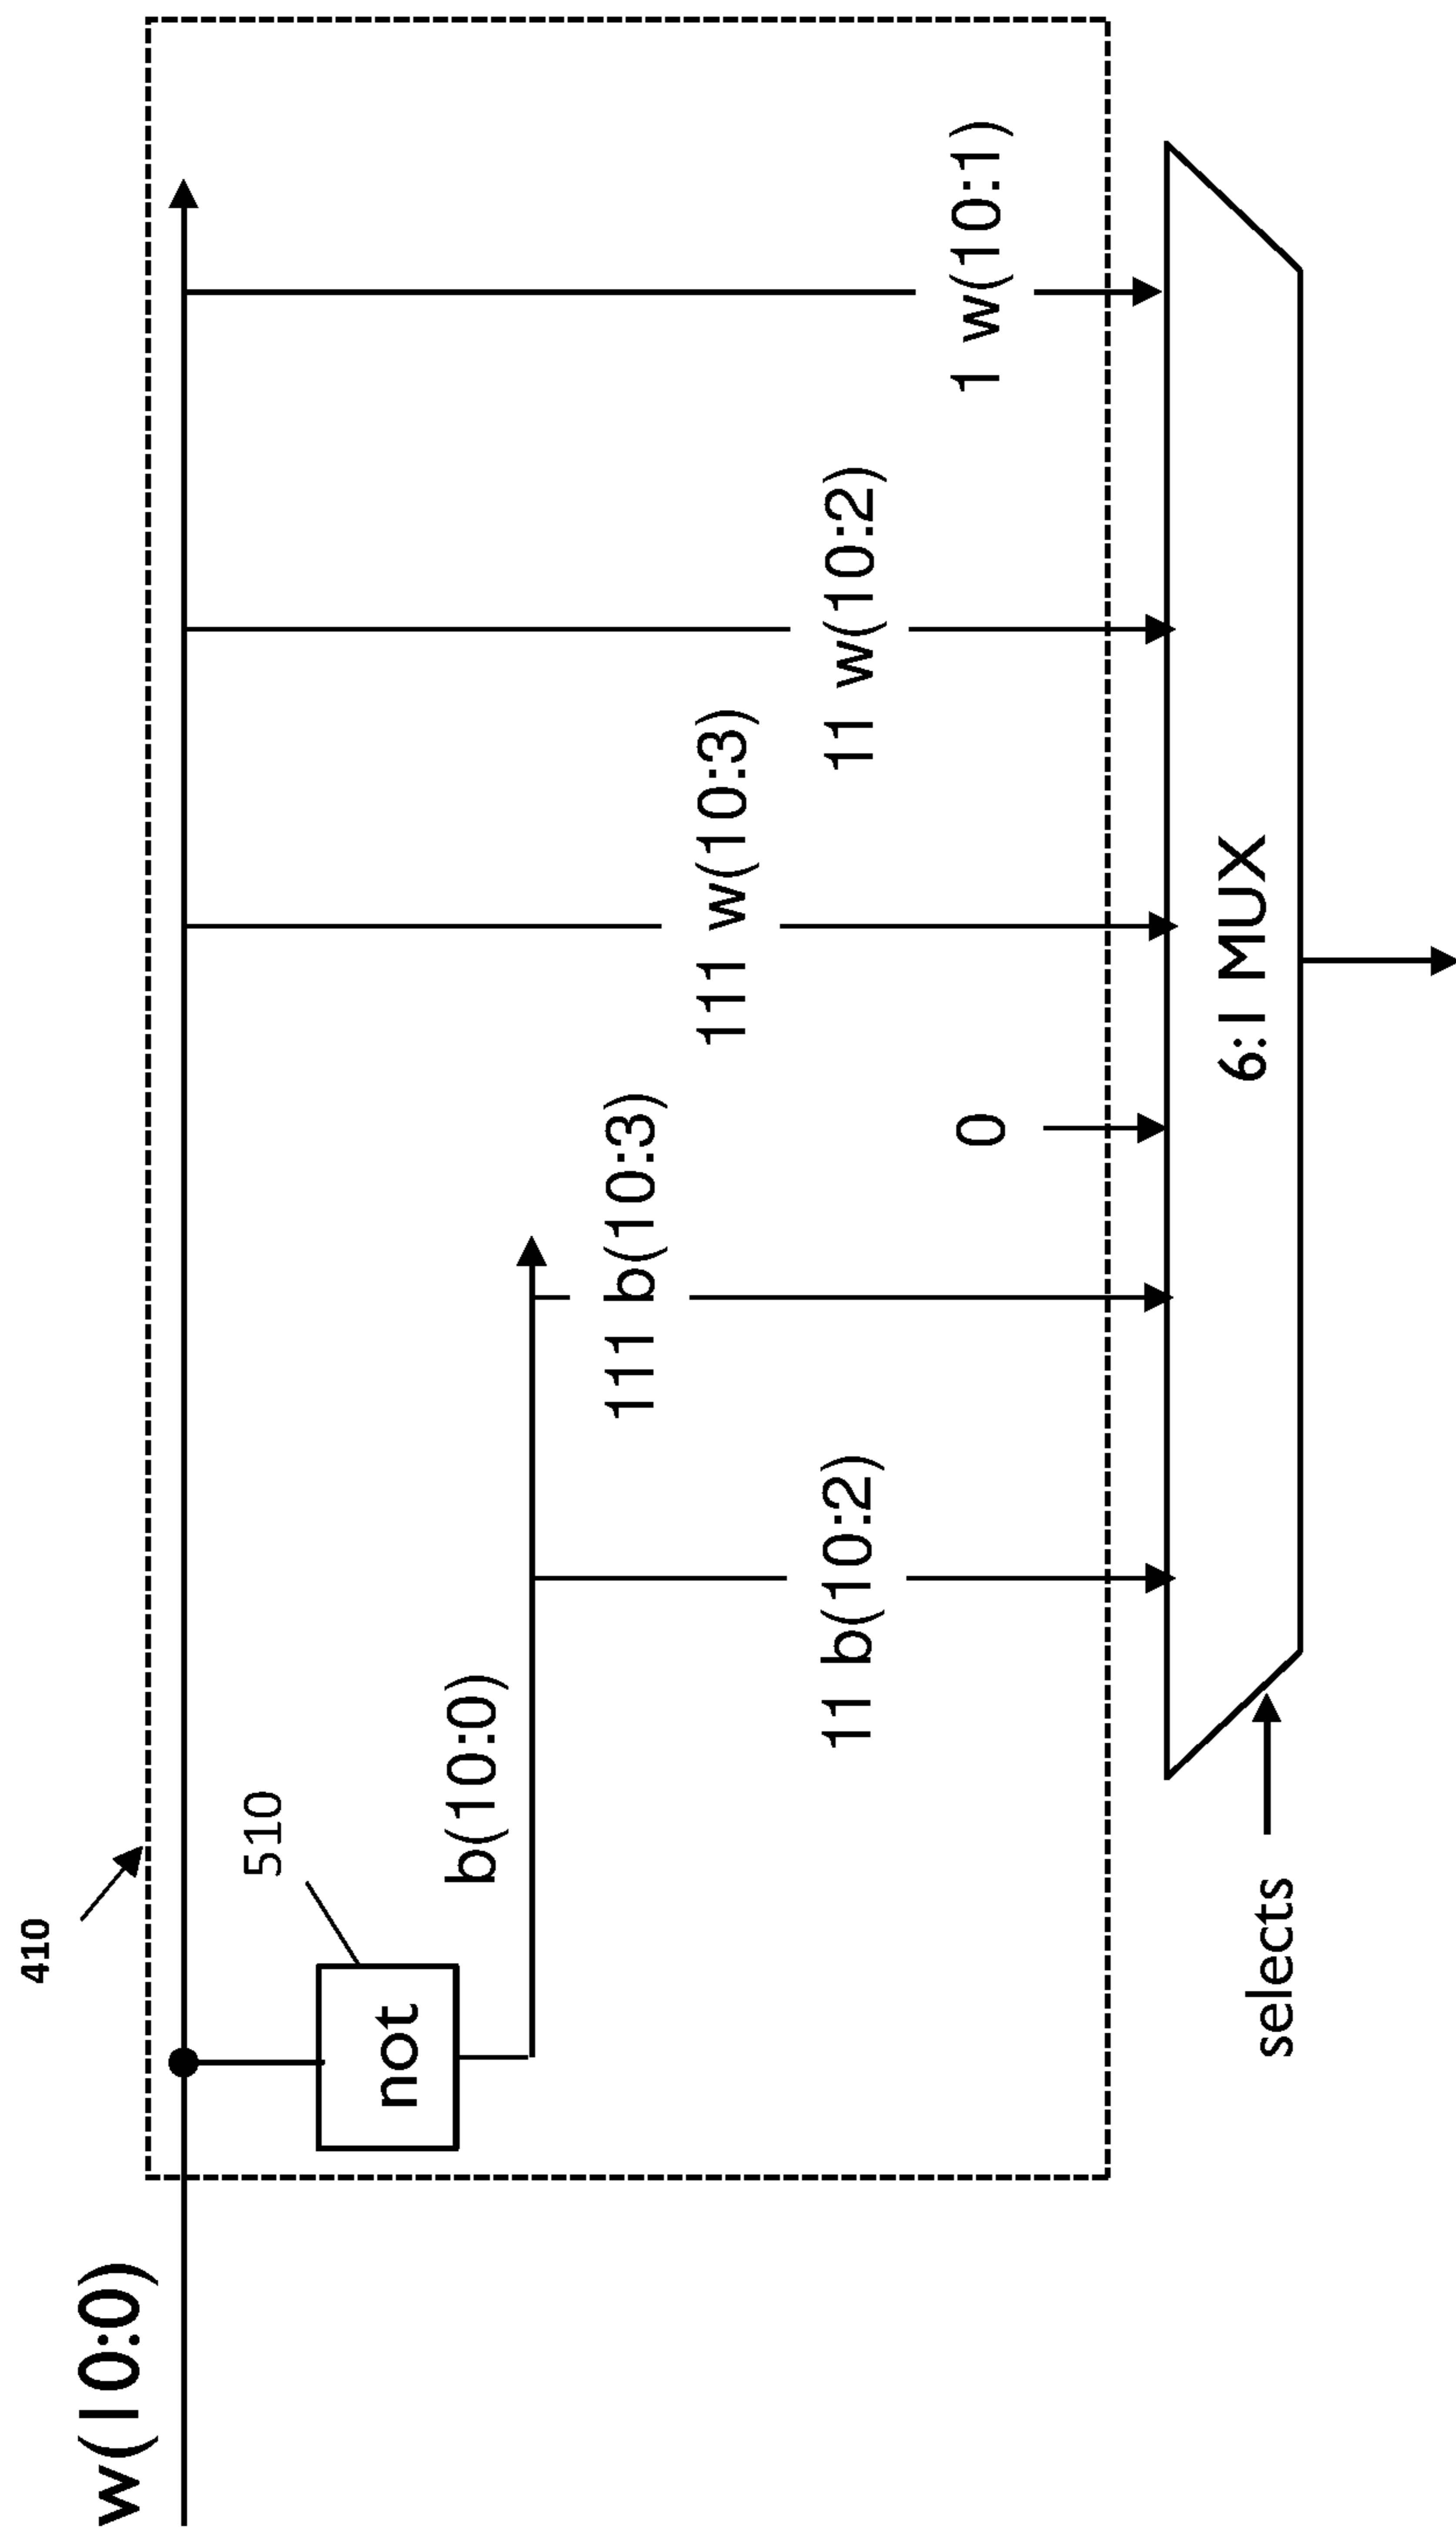 410
w(10:0)
510
not
b(10:0)
111 b(10:3)
111 w(10:3)
11 b(10:2)
11 w(10:2)
0
1 w(10:1)
6:1 MUX
selects